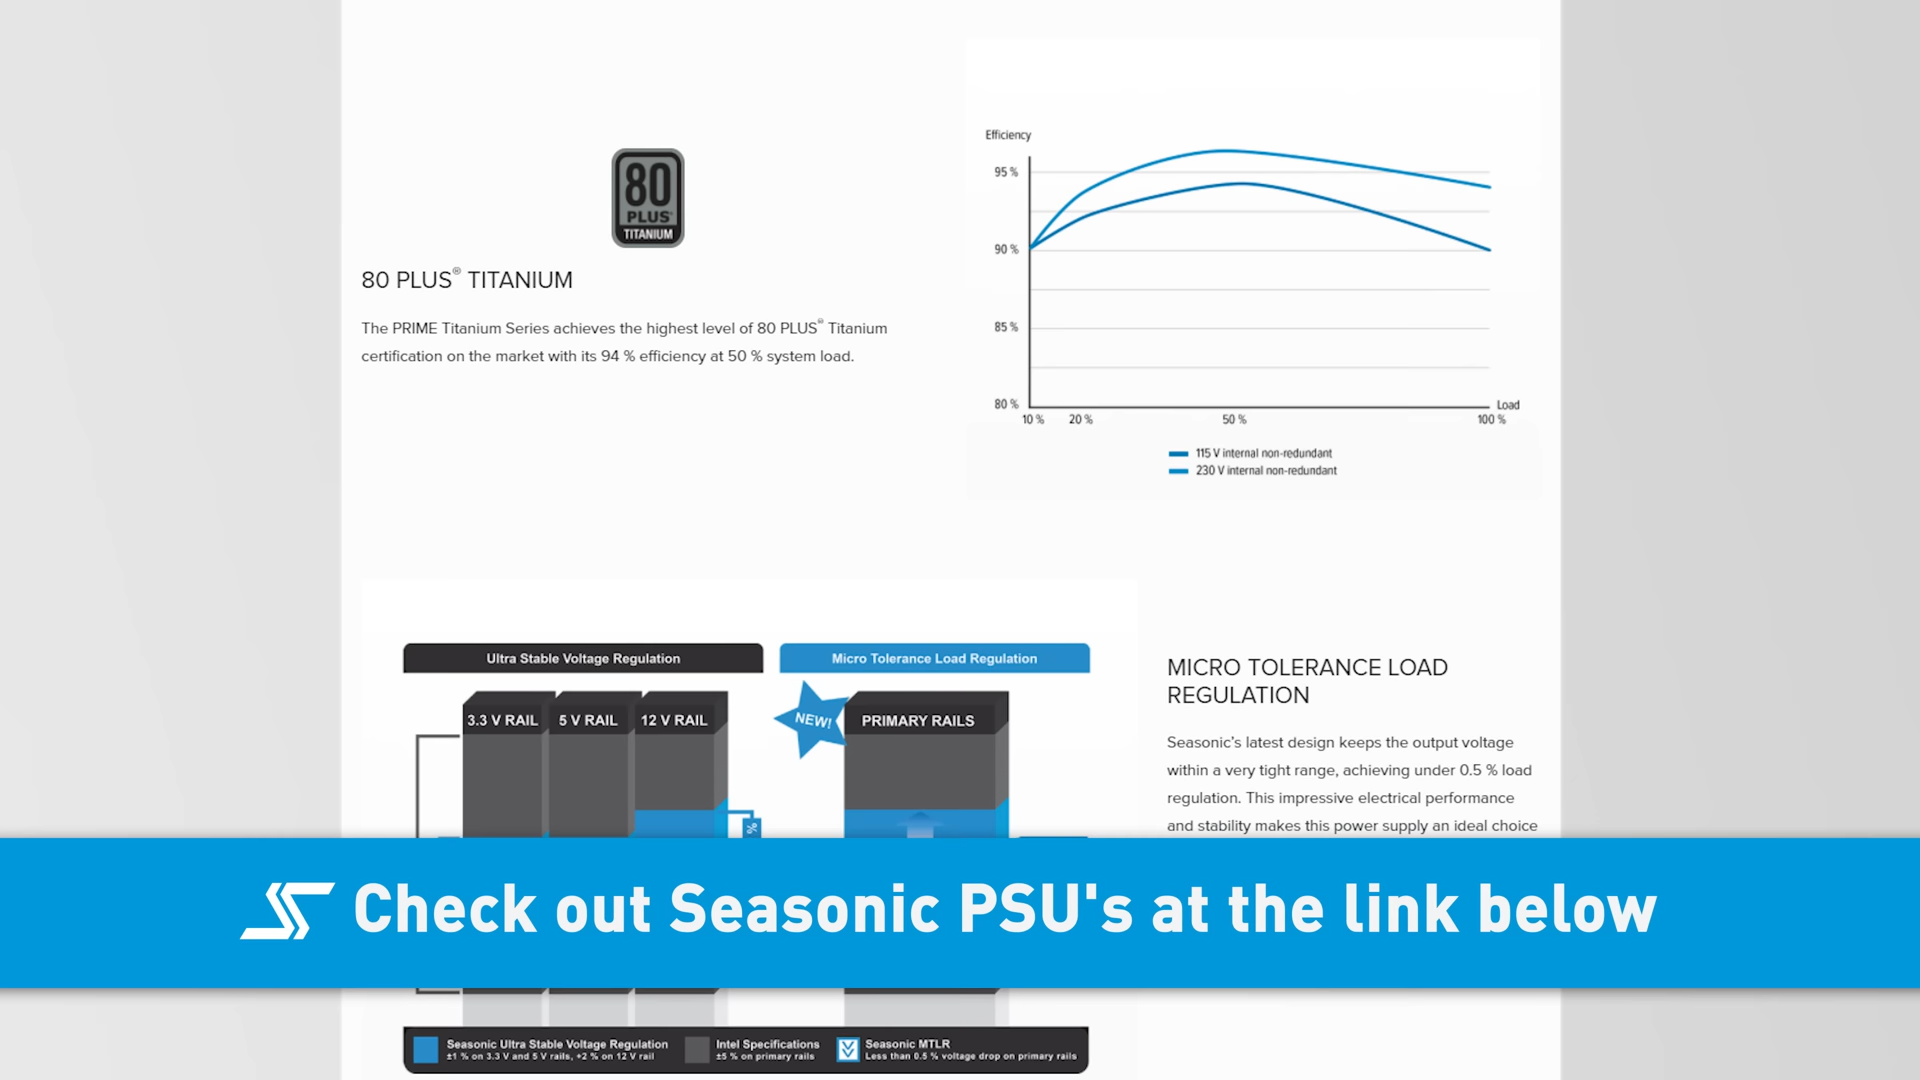 80
PLUS
TITANIUM
80 PLUS® TITANIUM
The PRIME Titanium Series achieves the highest level of 80 PLUS® Titanium
certification on the market with its 94 % efficiency at 50 % system load.
Efficiency
95 %
90 %
85 %
80 %
Load
10 % 20 % 50 % 100 %
115 V internal non-redundant
230 V internal non-redundant
Ultra Stable Voltage Regulation
Micro Tolerance Load Regulation
3.3 V RAIL 5 V RAIL 12 V RAIL
NEW!
PRIMARY RAILS
%
MICRO TOLERANCE LOAD
REGULATION
Seasonic's latest design keeps the output voltage
within a very tight range, achieving under 0.5 % load
regulation. This impressive electrical performance
and stability makes this power supply an ideal choice
Check out Seasonic PSU's at the link below
Seasonic Ultra Stable Voltage Regulation
±1 % on 3.3 V and 5 V rails, +2 % on 12 V rail
Intel Specifications
±5 % on primary rails
Seasonic MTLR
Less than 0.5 % voltage drop on primary rails